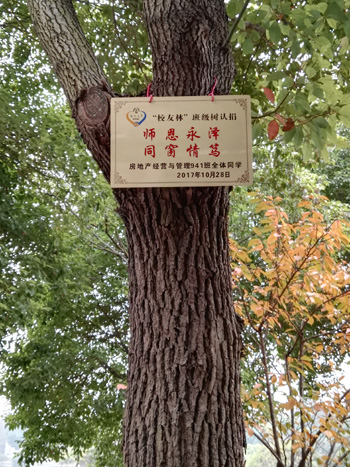 “校友林”班级树认捐
师恩永泽
同窗情笃
房地产经营与管理941班全体同学
2017年10月28日